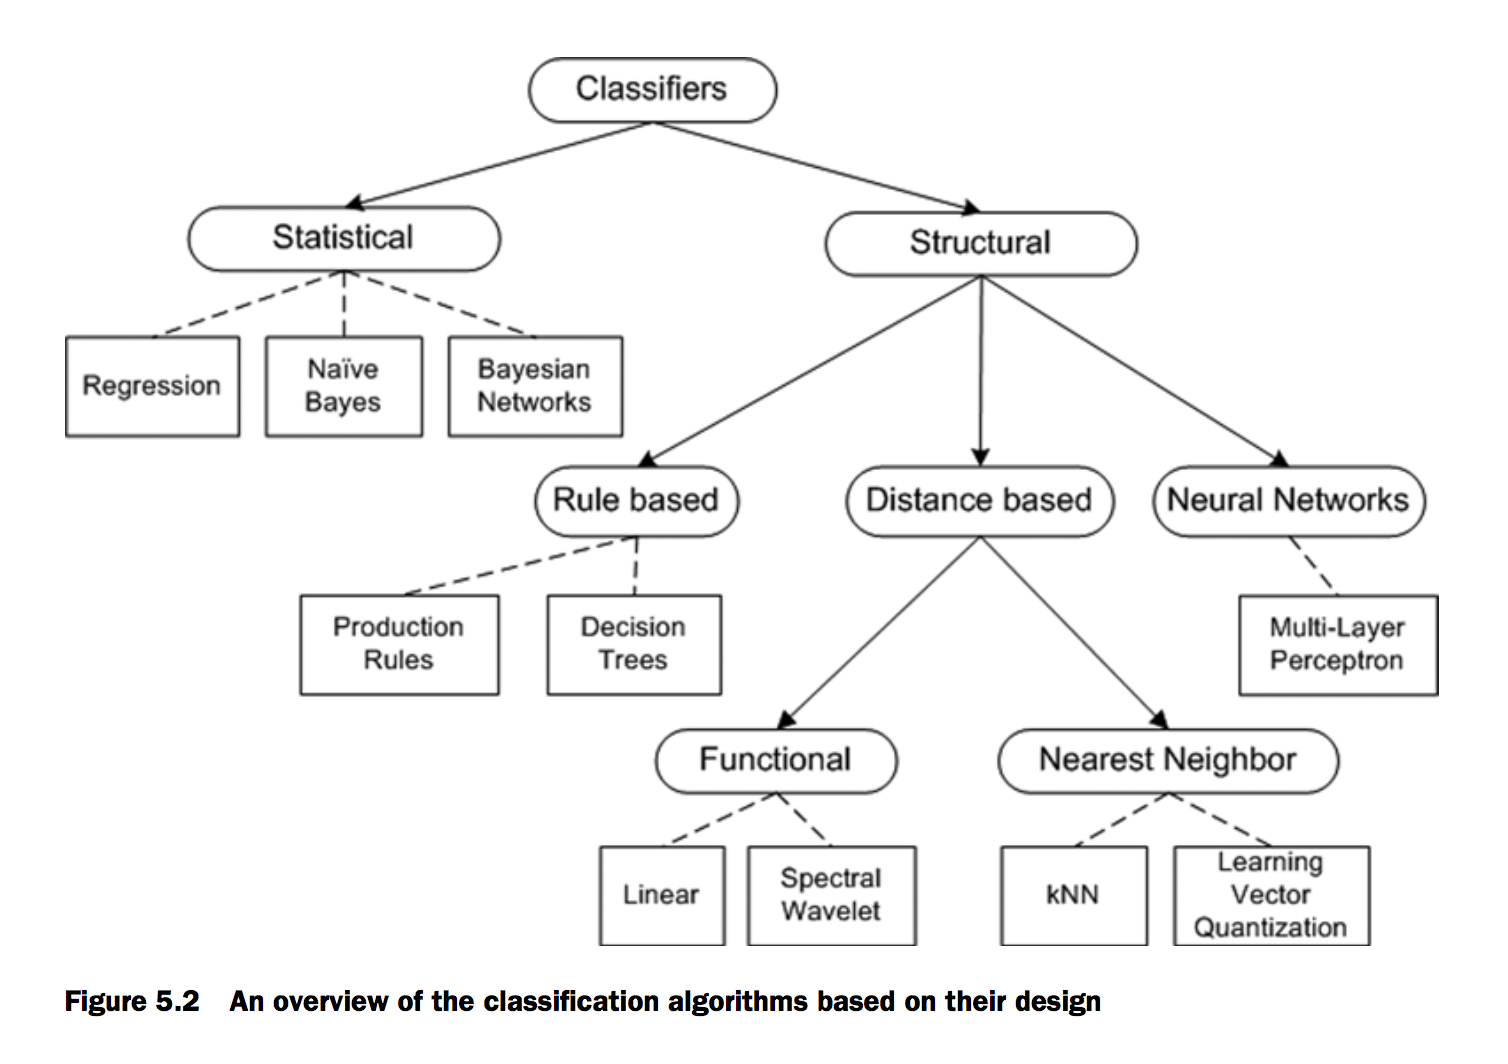 Classifiers
Statistical
Structural
Regression
Naïve
Bayes
Bayesian
Networks
Rule based
Distance based
Neural Networks
Production
Rules
Decision
Trees
Multi-Layer
Perceptron
Functional
Nearest Neighbor
Linear
Spectral
Wavelet
kNN
Learning
Vector
Quantization
Figure 5.2 An overview of the classification algorithms based on their design